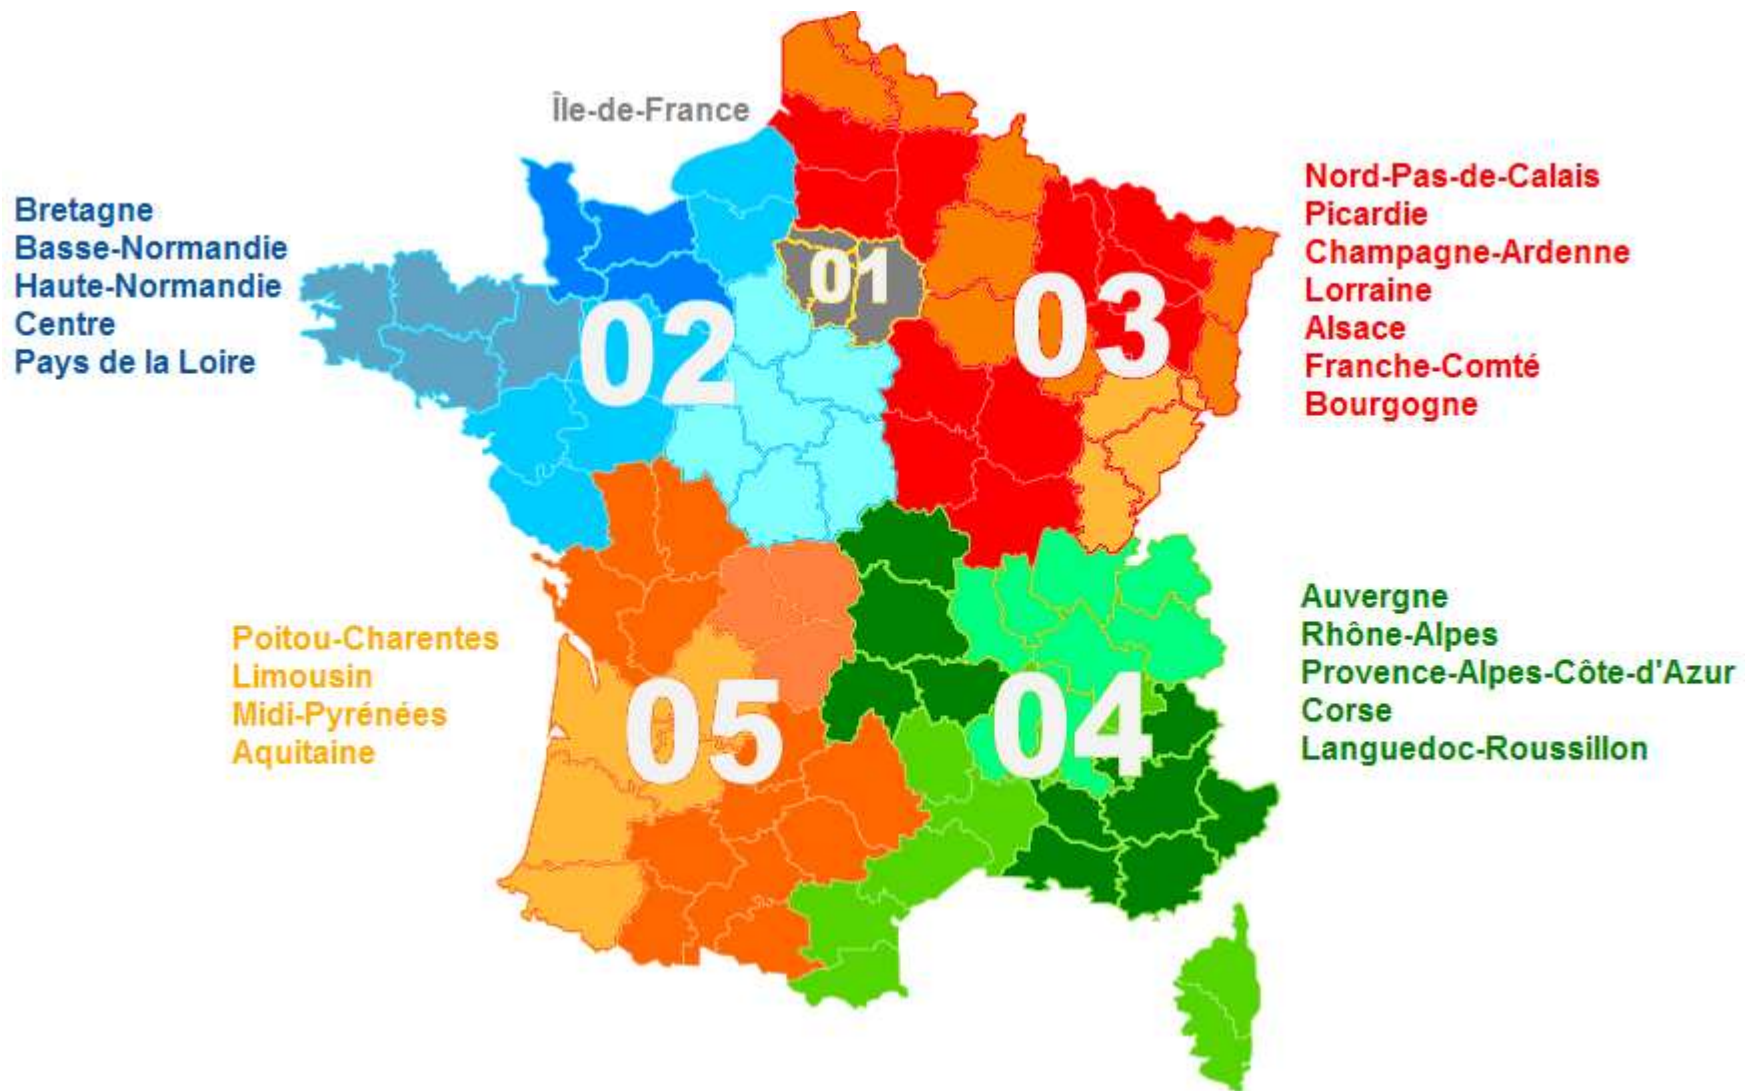 Île-de-France
01
Bretagne
Basse-Normandie
Haute-Normandie
Centre
Pays de la Loire
02
Nord-Pas-de-Calais
Picardie
Champagne-Ardenne
Lorraine
Alsace
Franche-Comté
Bourgogne
03
Auvergne
Rhône-Alpes
Provence-Alpes-Côte-d'Azur
Corse
Languedoc-Roussillon
04
Poitou-Charentes
Limousin
Midi-Pyrénées
Aquitaine
05